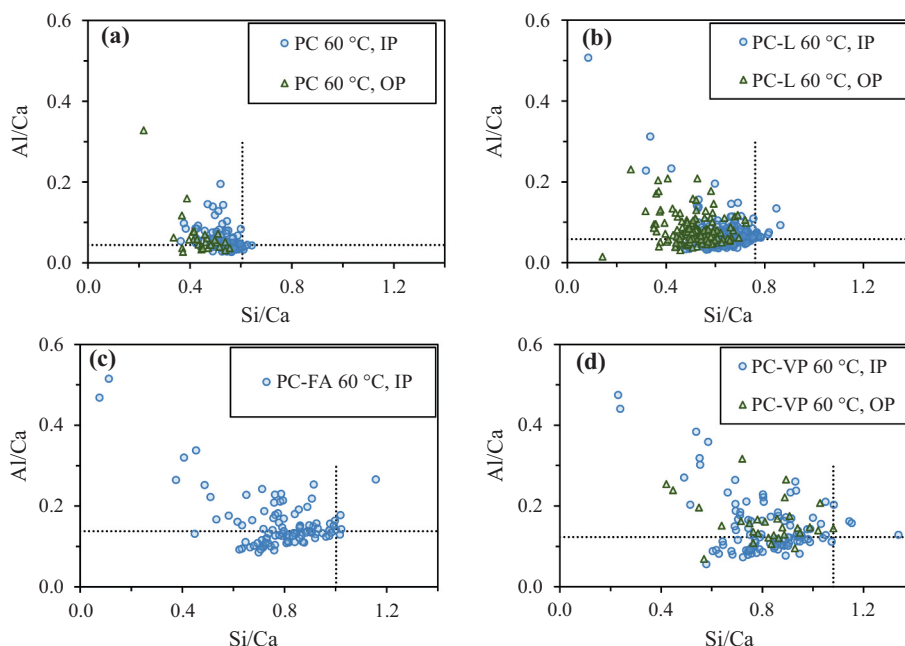 (a)
PC 60 °C, IP
PC 60 °C, OP
0.6
0.4
0.2
0.0
Al/Ca
0.0 0.4 0.8 1.2
Si/Ca
(b)
PC-L 60 °C, IP
PC-L 60 °C, OP
0.6
0.4
0.2
0.0
Al/Ca
0.0 0.4 0.8 1.2
Si/Ca
(c)
PC-FA 60 °C, IP
0.6
0.4
0.2
0.0
Al/Ca
0.0 0.4 0.8 1.2
Si/Ca
(d)
PC-VP 60 °C, IP
PC-VP 60 °C, OP
0.6
0.4
0.2
0.0
Al/Ca
0.0 0.4 0.8 1.2
Si/Ca